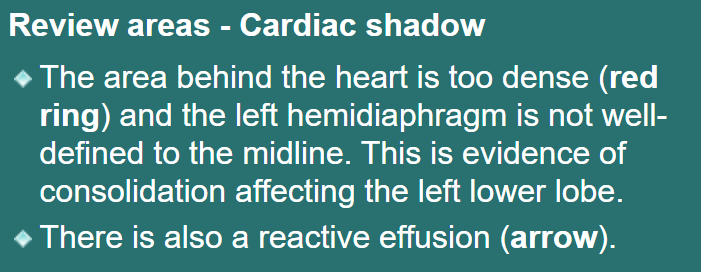 Review areas - Cardiac shadow
The area behind the heart is too dense (red
ring) and the left hemidiaphragm is not well-
defined to the midline. This is evidence of
consolidation affecting the left lower lobe.
There is also a reactive effusion (arrow).